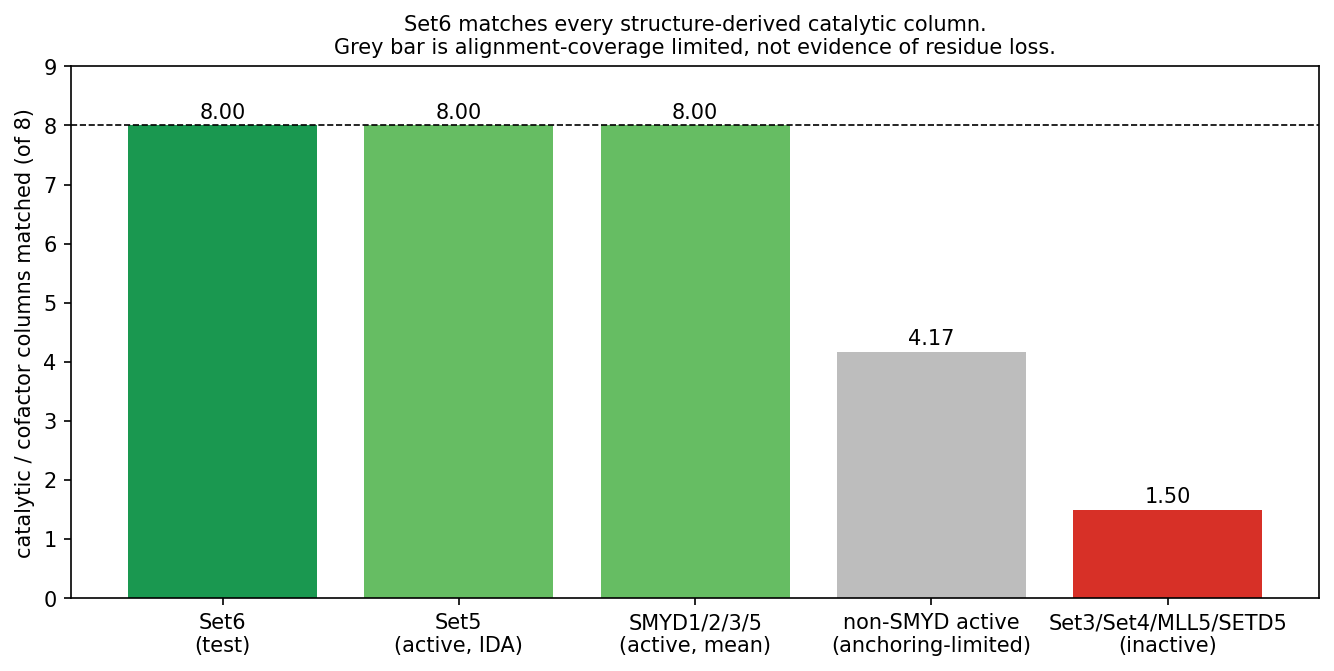 Set6 matches every structure-derived catalytic column.
Grey bar is alignment-coverage limited, not evidence of residue loss.
catalytic / cofactor columns matched (of 8)
9
8
7
6
5
4
3
2
1
0
8.00
8.00
8.00
4.17
1.50
Set6
(test)
Set5
(active, IDA)
SMYD1/2/3/5
(active, mean)
non-SMYD active
(anchoring-limited)
Set3/Set4/MLL5/SETD5
(inactive)